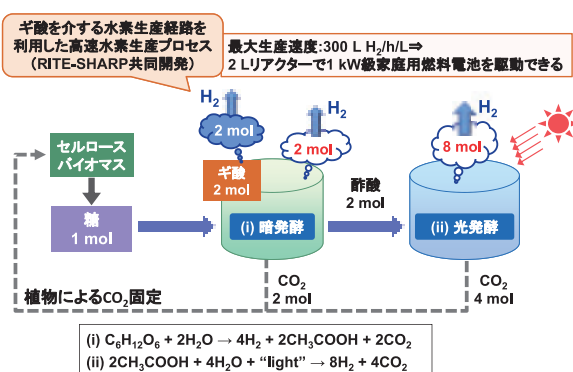 ギ酸を介する水素生産経路を
利用した高速水素生産プロセス
（RITE-SHARP共同開発）
最大生産速度:300 L H₂/h/L⇒
2 Lリアクターで1 kW級家庭用燃料電池を駆動できる
H₂
2 mol
H₂
2 mol
H₂
8 mol
セルロース
バイオマス
ギ酸
2 mol
糖
1 mol
(i) 暗発酵
酢酸
2 mol
(ii) 光発酵
植物によるCO₂固定
CO₂
2 mol
CO₂
4 mol
(i) C₆H₁₂O₆ + 2H₂O → 4H₂ + 2CH₃COOH + 2CO₂
(ii) 2CH₃COOH + 4H₂O + “light” → 8H₂ + 4CO₂